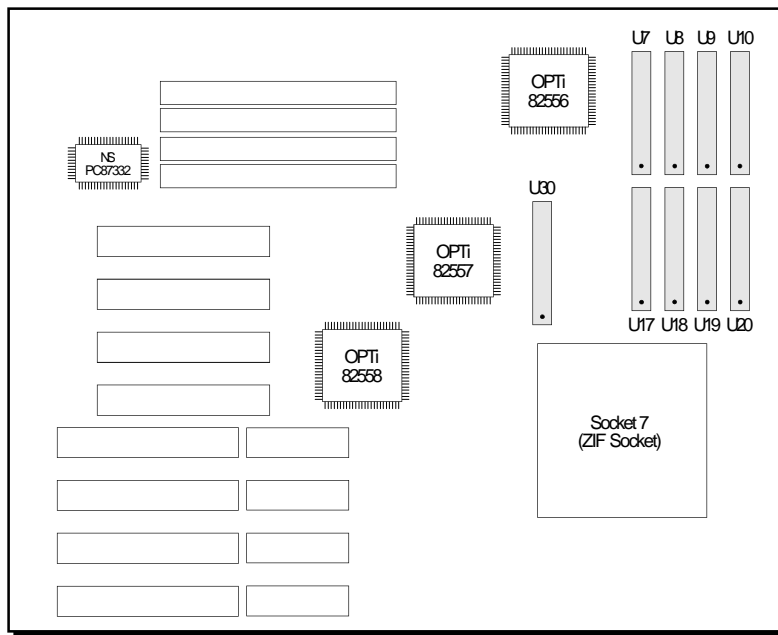 U7 U8 U9 U10
OPTi
82556
NS
PC87332
U30
OPTi
82557
U17 U18 U19 U20
OPTi
82558
Socket 7
(ZIF Socket)